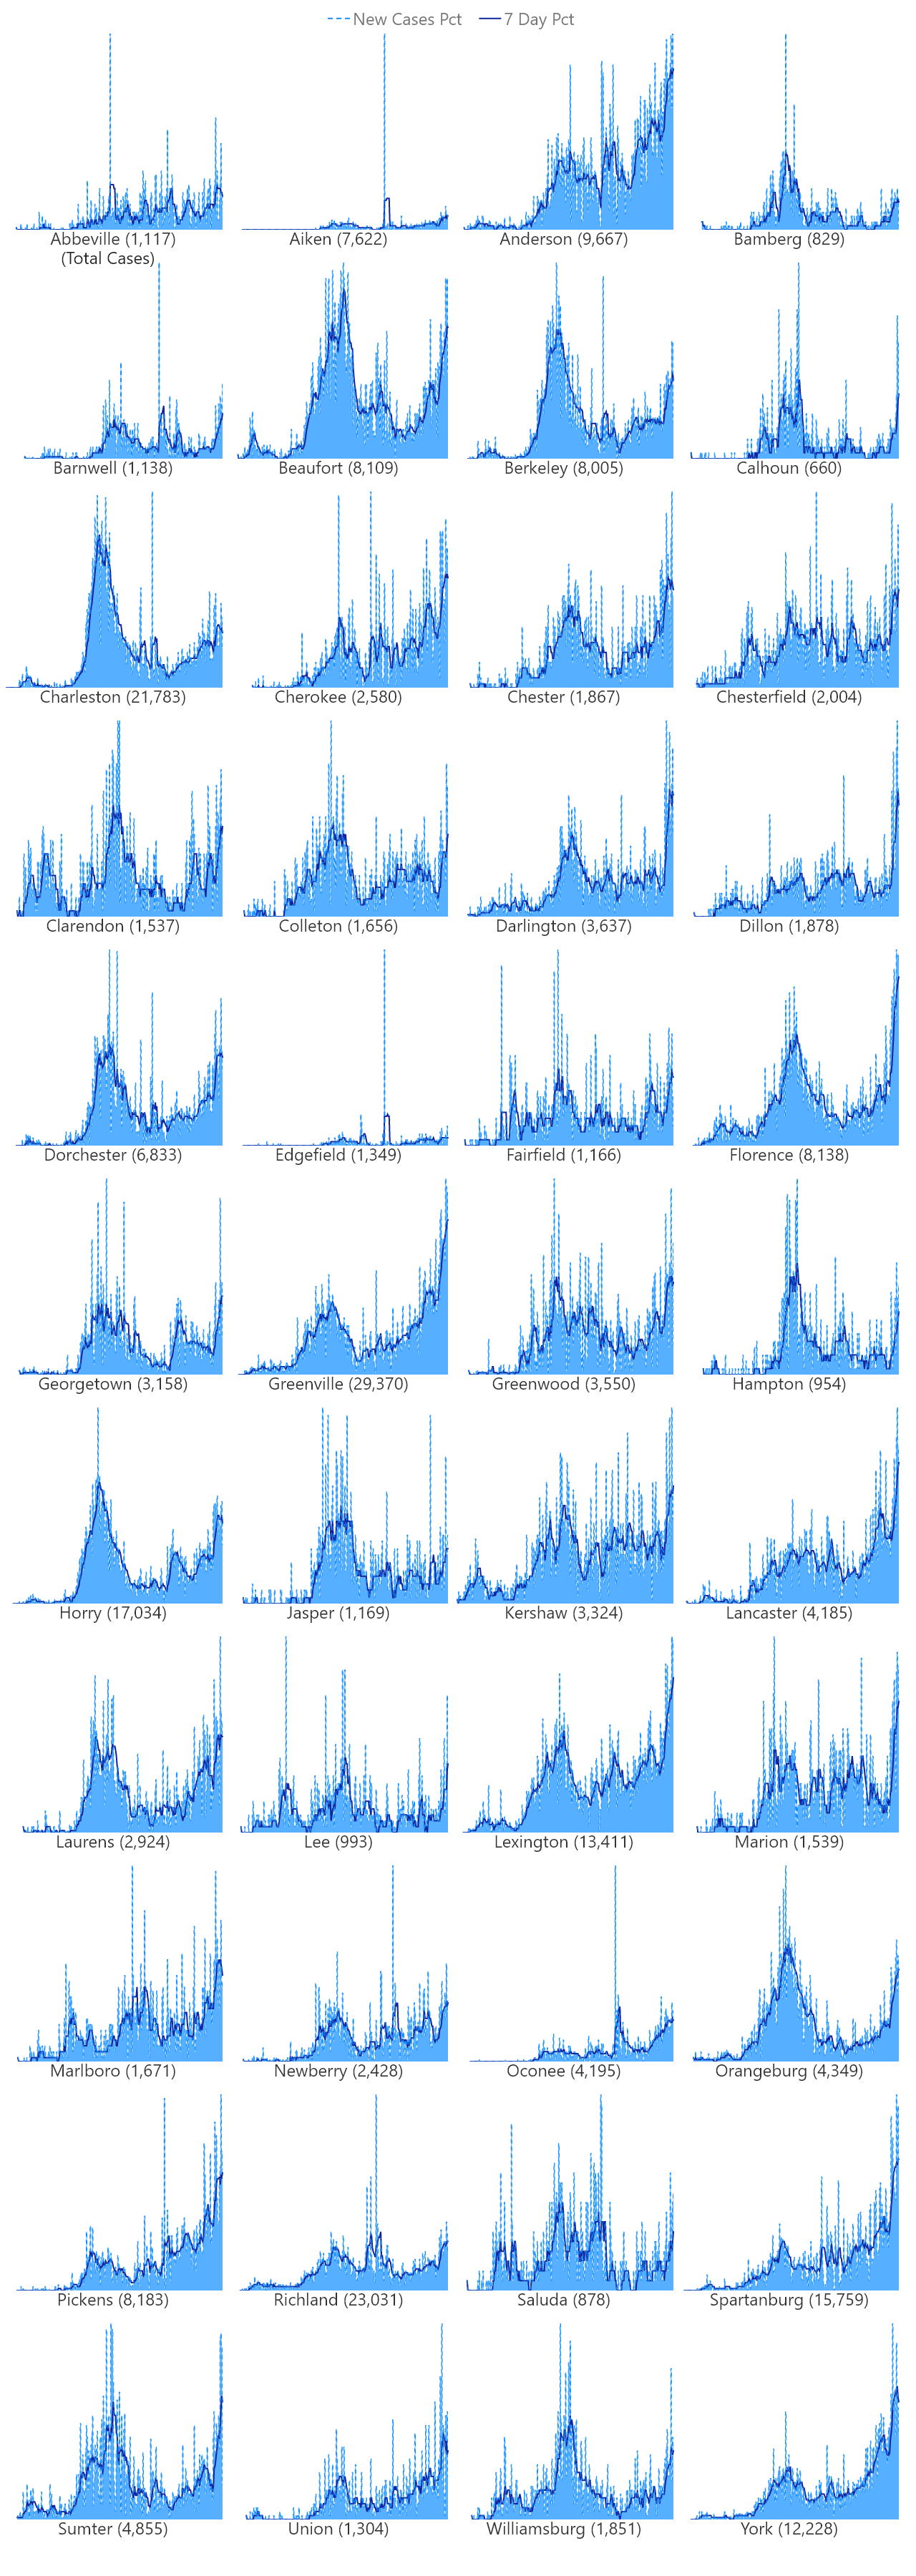 New Cases Pct 7 Day Pct
Abbeville (1,117) Aiken (7,622) Anderson (9,667) Bamberg (829)
(Total Cases)
Barnwell (1,138) Beaufort (8,109) Berkeley (8,005) Calhoun (660)
Charleston (21,783) Cherokee (2,580) Chester (1,867) Chesterfield (2,004)
Clarendon (1,537) Colleton (1,656) Darlington (3,637) Dillon (1,878)
Dorchester (6,833) Edgefield (1,349) Fairfield (1,166) Florence (8,138)
Georgetown (3,158) Greenville (29,370) Greenwood (3,550) Hampton (954)
Horry (17,034) Jasper (1,169) Kershaw (3,324) Lancaster (4,185)
Laurens (2,924) Lee (993) Lexington (13,411) Marion (1,539)
Marlboro (1,671) Newberry (2,428) Oconee (4,195) Orangeburg (4,349)
Pickens (8,183) Richland (23,031) Saluda (878) Spartanburg (15,759)
Sumter (4,855) Union (1,304) Williamsburg (1,851) York (12,228)